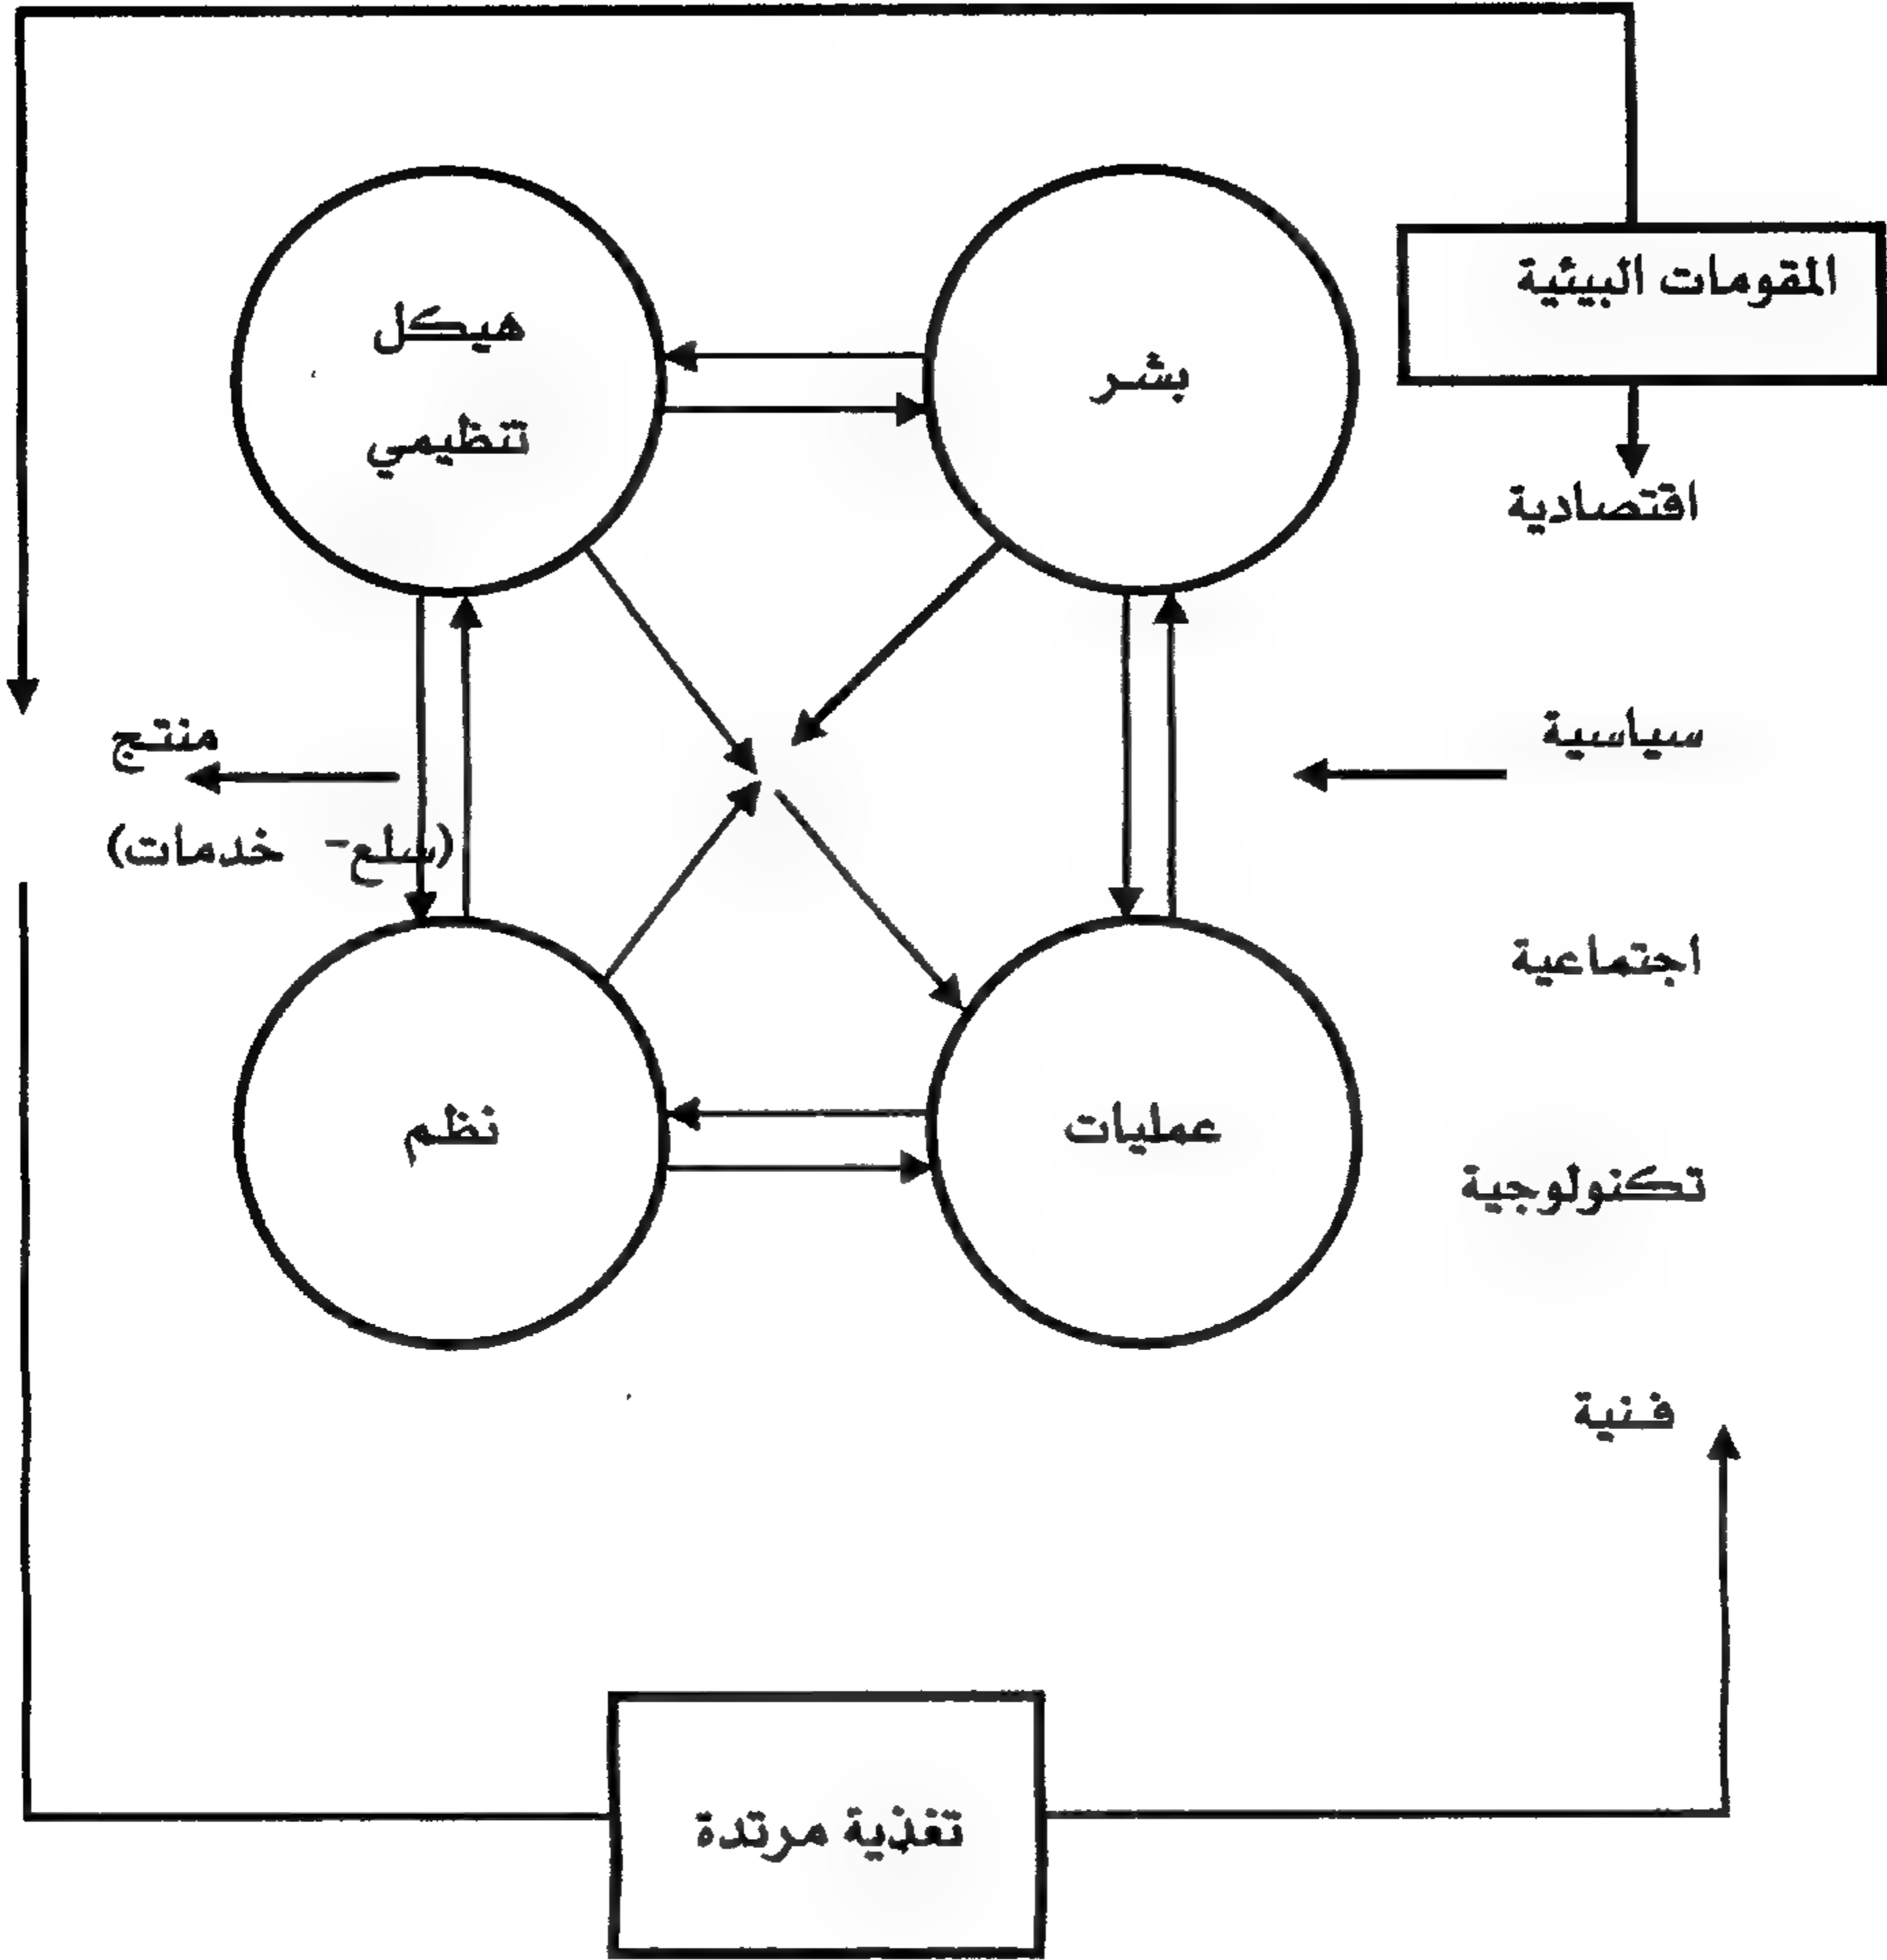 المقومات البيئية
هيكل
تنظيمي
بشر
اقتصادية
سياسية
منتج
(سلع- خدمات)
اجتماعية
نظم
عمليات
تكنولوجية
فنية
تغذية مرتدة